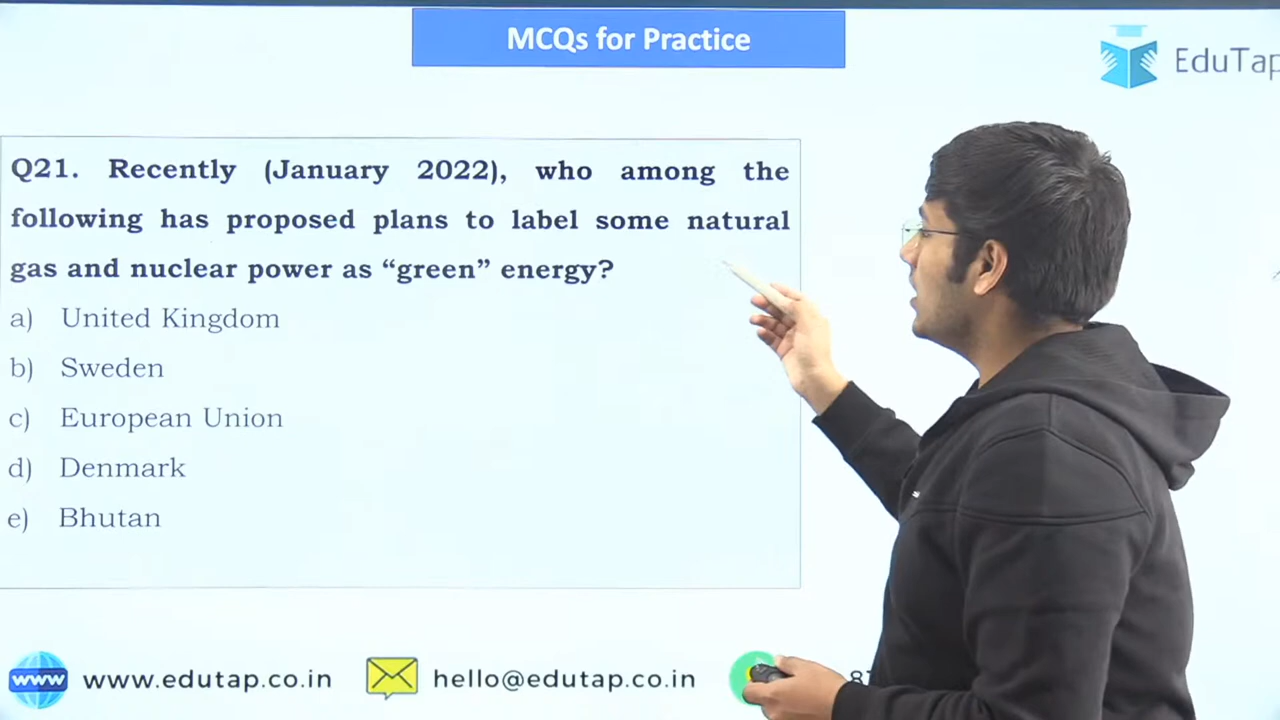 MCQs for Practice
EduTap
Q21. Recently (January 2022), who among the
following has proposed plans to label some natural
gas and nuclear power as “green” energy?
a) United Kingdom
b) Sweden
c) European Union
d) Denmark
e) Bhutan
www www.edutap.co.in hello@edutap.co.in